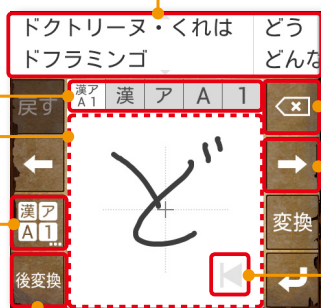 ドクトリーヌ・くれは どう
ドフラミンゴ どんな
戻す
漢ア A1 漢 ア A 1
ど
漢 ア A 1 ...
変換
後変換